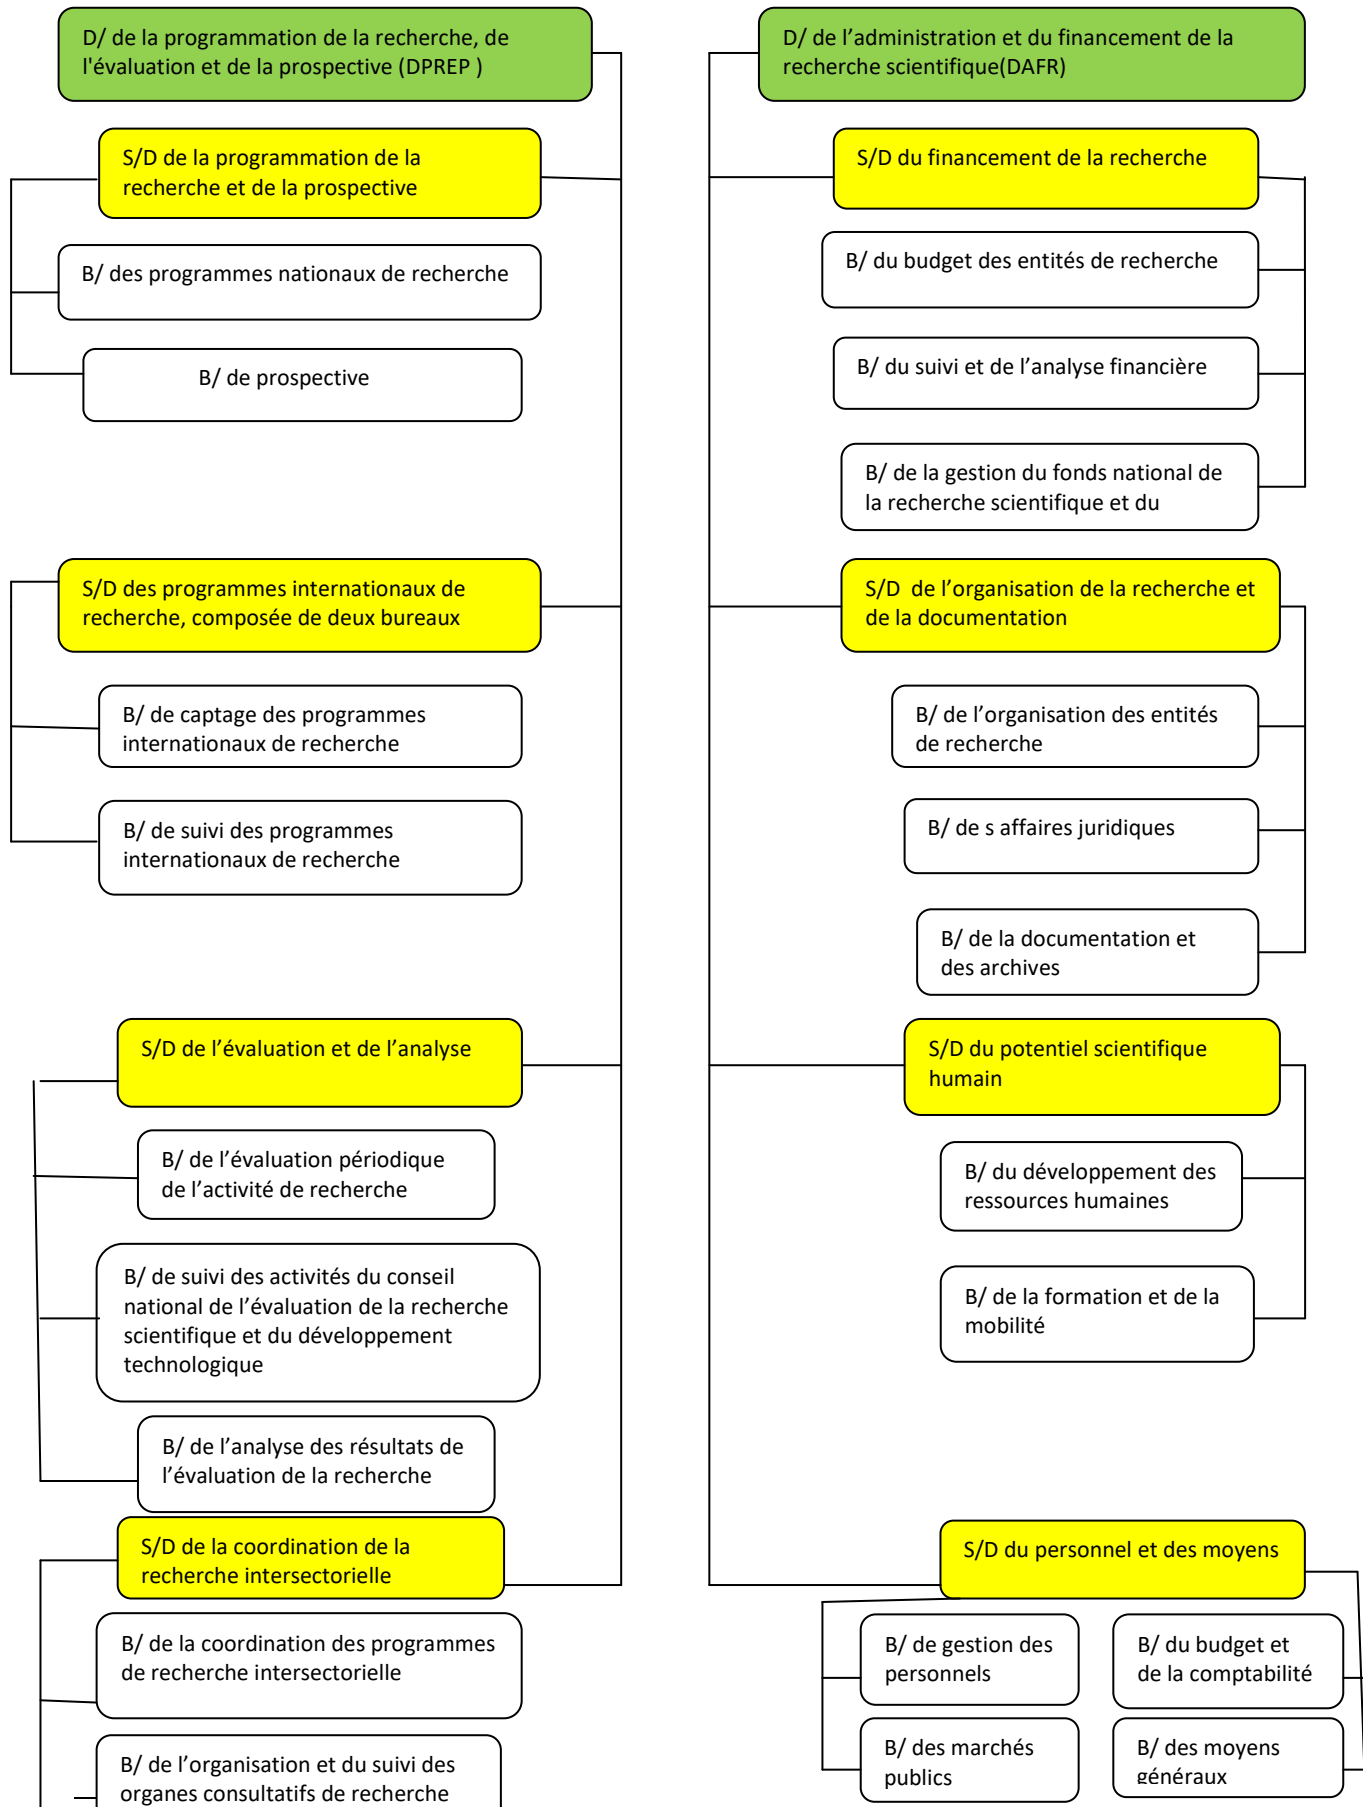 D/ de la programmation de la recherche, de
l'évaluation et de la prospective (DPREP )
S/D de la programmation de la
recherche et de la prospective
B/ des programmes nationaux de recherche
B/ de prospective
S/D des programmes internationaux de
recherche, composée de deux bureaux
B/ de captage des programmes
internationaux de recherche
B/ de suivi des programmes
internationaux de recherche
S/D de l’évaluation et de l’analyse
B/ de l’évaluation périodique
de l’activité de recherche
B/ de suivi des activités du conseil
national de l’évaluation de la recherche
scientifique et du développement
technologique
B/ de l’analyse des résultats de
l’évaluation de la recherche
S/D de la coordination de la
recherche intersectorielle
B/ de la coordination des programmes
de recherche intersectorielle
B/ de l’organisation et du suivi des
organes consultatifs de recherche
D/ de l’administration et du financement de la
recherche scientifique(DAFR)
S/D du financement de la recherche
B/ du budget des entités de recherche
B/ du suivi et de l’analyse financière
B/ de la gestion du fonds national de
la recherche scientifique et du
S/D  de l’organisation de la recherche et
de la documentation
B/ de l’organisation des entités
de recherche
B/ de s affaires juridiques
B/ de la documentation et
des archives
S/D du potentiel scientifique
humain
B/ du développement des
ressources humaines
B/ de la formation et de la
mobilité
S/D du personnel et des moyens
B/ de gestion des
personnels
B/ du budget et
de la comptabilité
B/ des marchés
publics
B/ des moyens
généraux